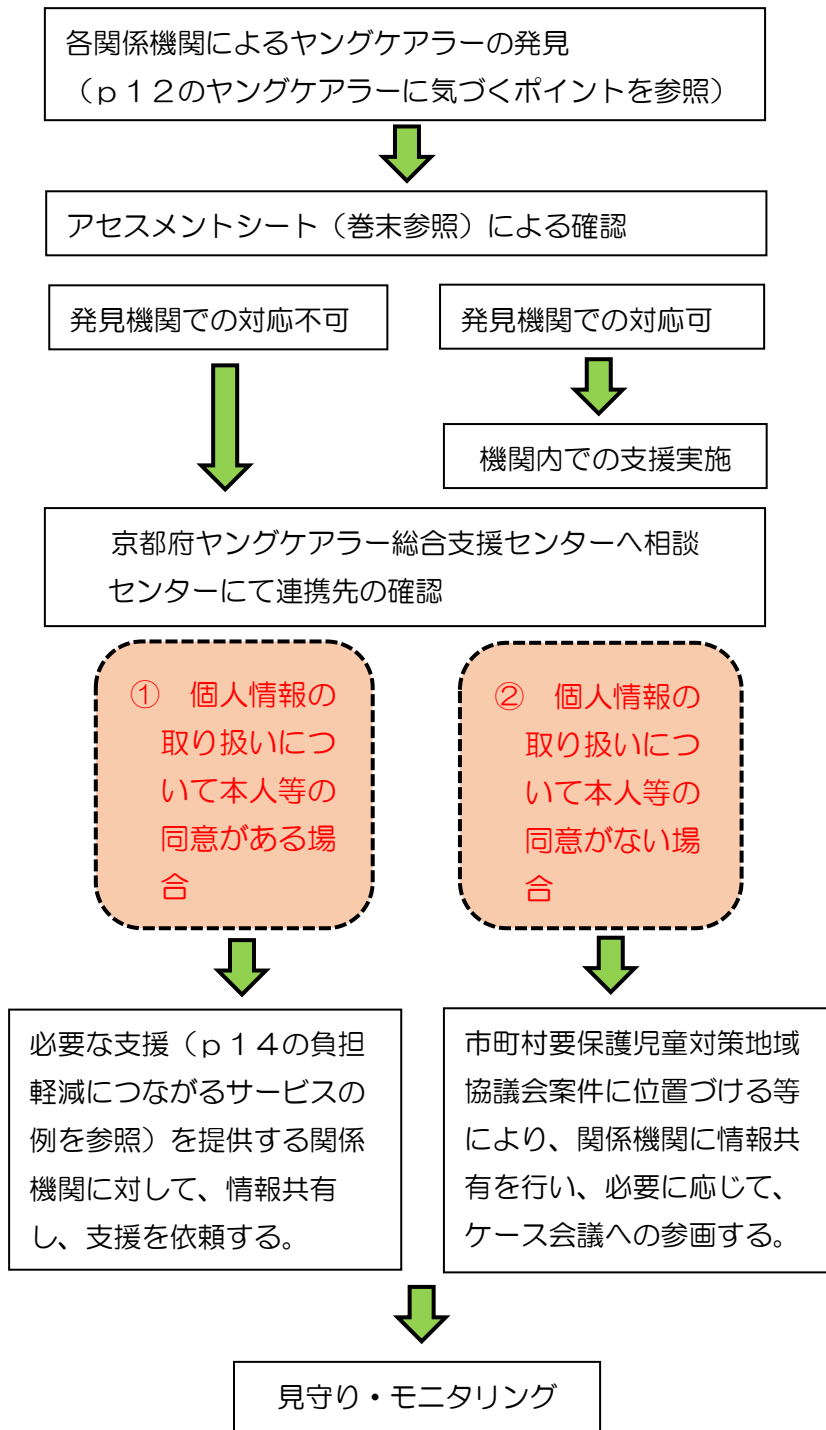 各関係機関によるヤングケアラーの発見
（ｐ１２のヤングケアラーに気づくポイントを参照）
アセスメントシート（巻末参照）による確認
発見機関での対応不可
発見機関での対応可
機関内での支援実施
京都府ヤングケアラー総合支援センターへ相談
センターにて連携先の確認
①　個人情報の
取り扱いにつ
いて本人等の
同意がある場
合
②　個人情報の
取り扱いにつ
いて本人等の
同意がない場
合
必要な支援（ｐ１４の負担
軽減につながるサービスの
例を参照）を提供する関係
機関に対して、情報共有
し、支援を依頼する。
市町村要保護児童対策地域
協議会案件に位置づける等
により、関係機関に情報共
有を行い、必要に応じて、
ケース会議への参画する。
見守り・モニタリング